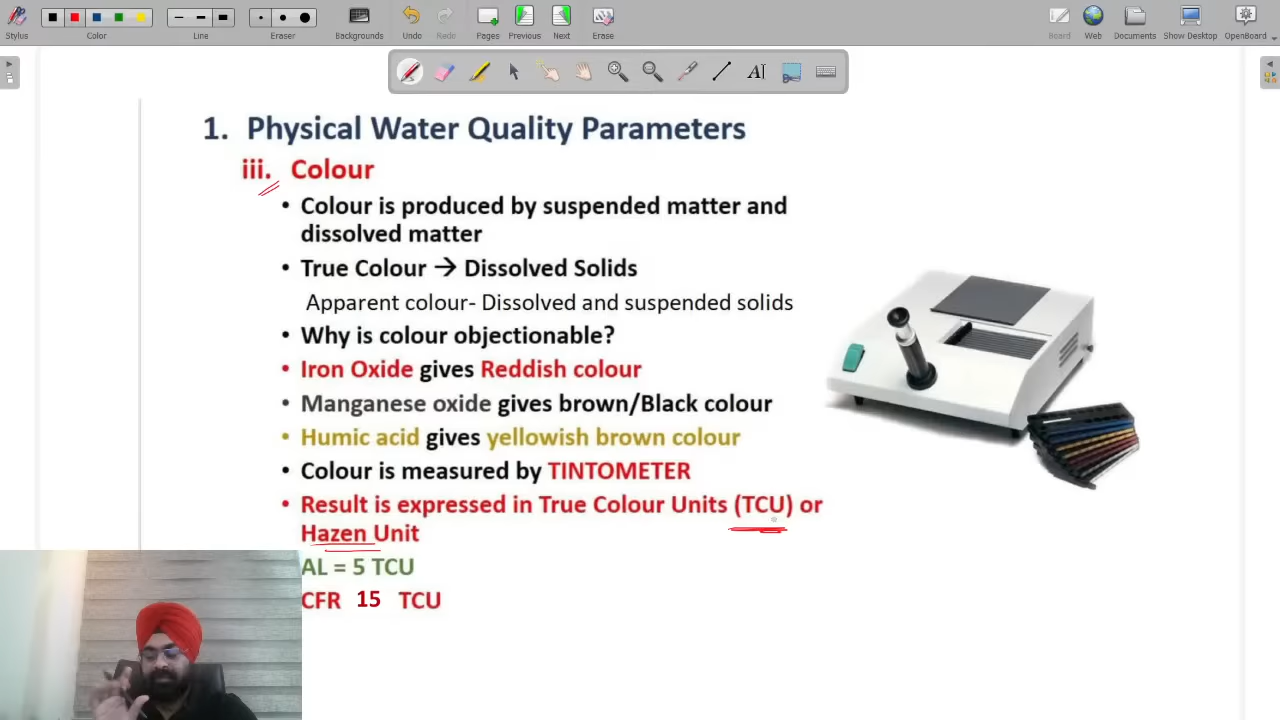 Stylus
Color
Line
Eraser
Backgrounds
Undo
Redo
Pages
Previous
Next
Erase
Board
Web
Documents
Show Desktop
OpenBoard
1. Physical Water Quality Parameters
iii. Colour
• Colour is produced by suspended matter and
dissolved matter
• True Colour → Dissolved Solids
Apparent colour- Dissolved and suspended solids
• Why is colour objectionable?
• Iron Oxide gives Reddish colour
• Manganese oxide gives brown/Black colour
• Humic acid gives yellowish brown colour
• Colour is measured by TINTOMETER
• Result is expressed in True Colour Units (TCU) or
Hazen Unit
AL = 5 TCU
CFR 15 TCU